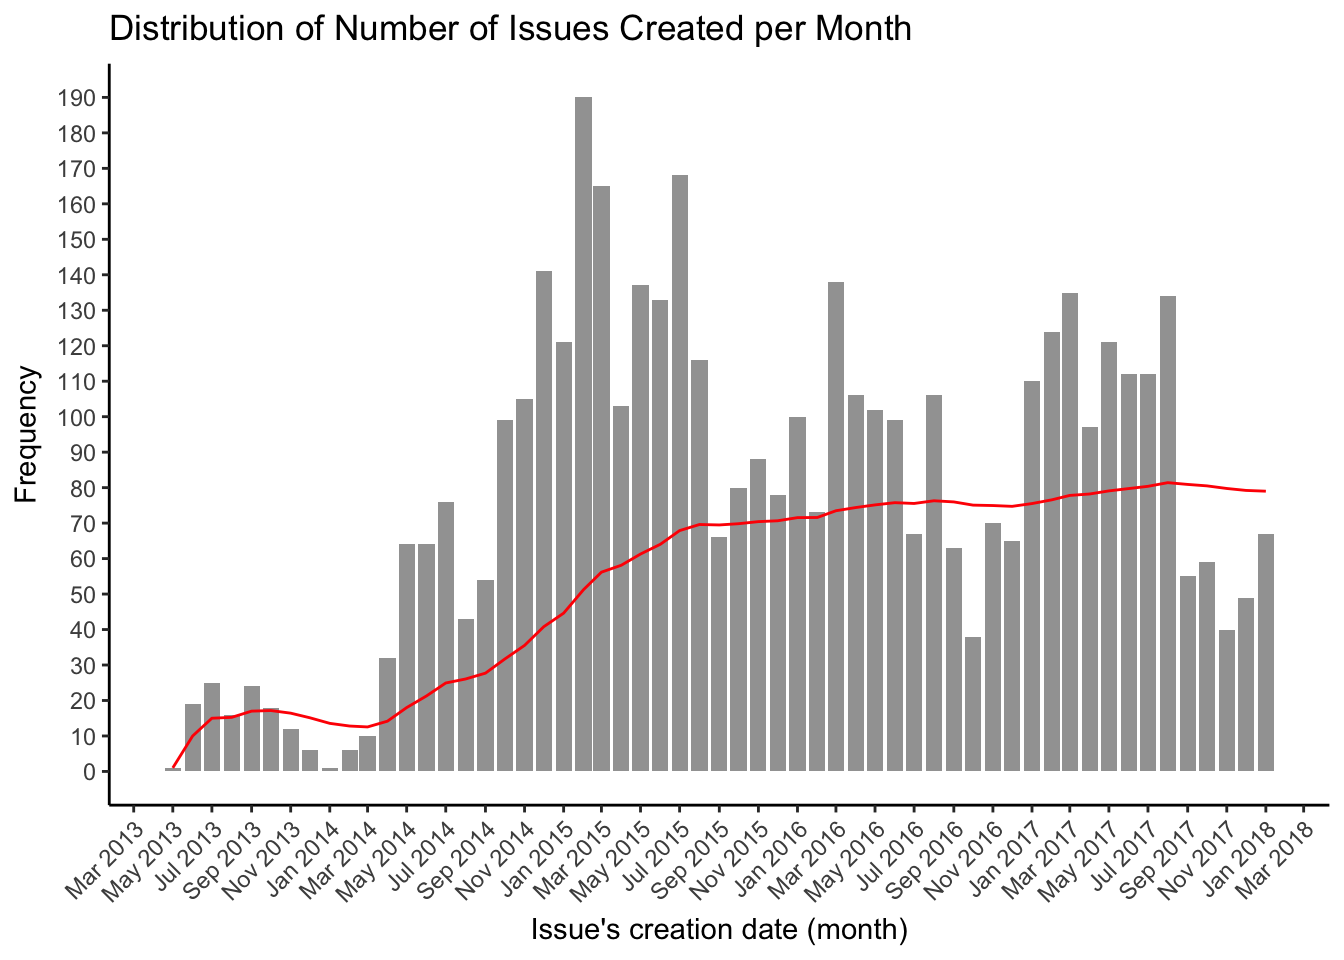 Distribution of Number of Issues Created per Month
190
180
170
160
150
140
130
120
110
100
90
80
70
60
50
40
30
20
10
0
Frequency
Mar 2013
May 2013
Jul 2013
Sep 2013
Nov 2013
Jan 2014
Mar 2014
May 2014
Jul 2014
Sep 2014
Nov 2014
Jan 2015
Mar 2015
May 2015
Jul 2015
Sep 2015
Nov 2015
Jan 2016
Mar 2016
May 2016
Jul 2016
Sep 2016
Nov 2016
Jan 2017
Mar 2017
May 2017
Jul 2017
Sep 2017
Nov 2017
Jan 2018
Mar 2018
Issue's creation date (month)